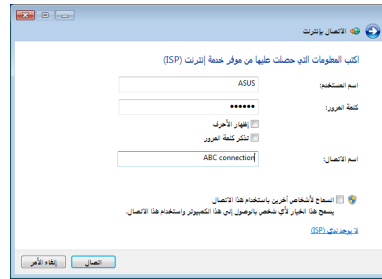 الاتصال بإنترنت
اكتب المعلومات التي حصلت عليها من موفر خدمة إنترنت (ISP)
اسم المستخدم: ASUS
كلمة المرور: ••••••
إظهار الأحرف
تذكر كلمة المرور
اسم الاتصال: ABC connection
السماح لأشخاص آخرين باستخدام هذا الاتصال
يسمح هذا الخيار لأي شخص بالوصول إلى هذا الكمبيوتر واستخدام هذا الاتصال.
لا يوجد لدي (ISP)
اتصال إلغاء الأمر